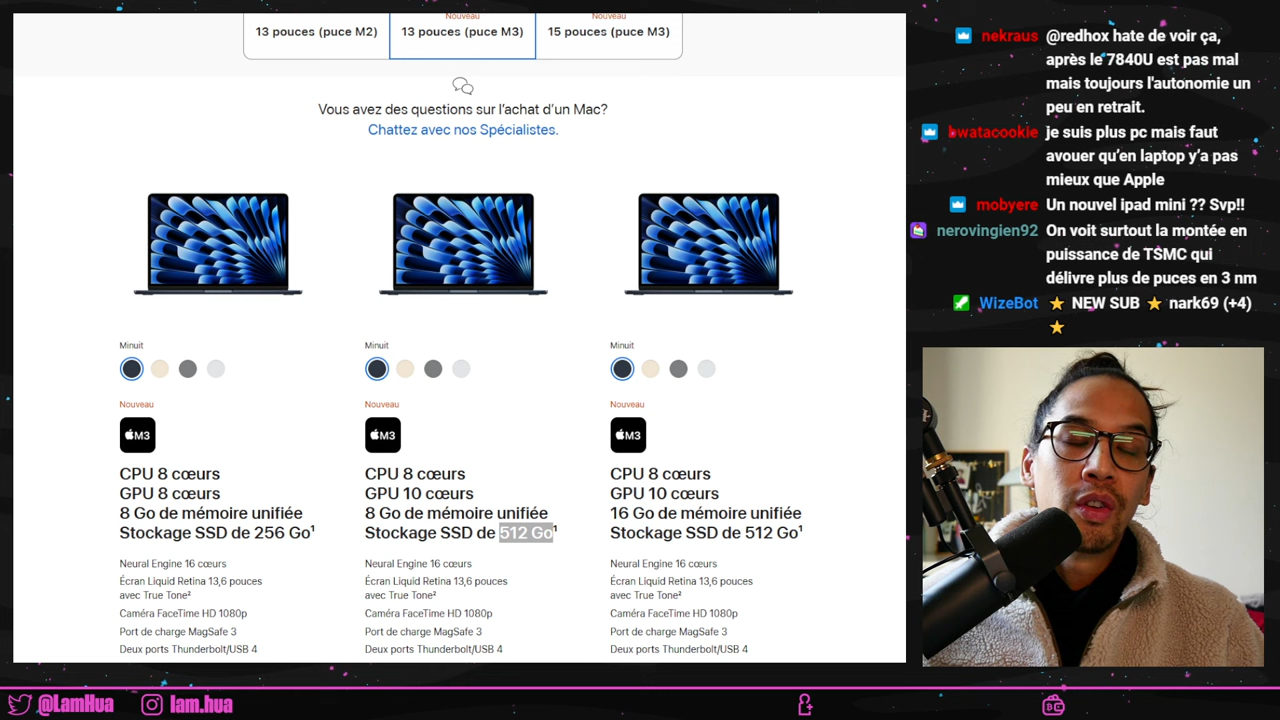 Nouveau
Nouveau
13 pouces (puce M2)
13 pouces (puce M3)
15 pouces (puce M3)
Vous avez des questions sur l'achat d'un Mac?
Chattez avec nos Spécialistes.
Minuit
Nouveau
M3
CPU 8 cœurs
GPU 8 cœurs
8 Go de mémoire unifiée
Stockage SSD de 256 Go¹
Neural Engine 16 cœurs
Écran Liquid Retina 13,6 pouces
avec True Tone²
Caméra FaceTime HD 1080p
Port de charge MagSafe 3
Deux ports Thunderbolt/USB 4
Minuit
Nouveau
M3
CPU 8 cœurs
GPU 10 cœurs
8 Go de mémoire unifiée
Stockage SSD de 512 Go¹
Neural Engine 16 cœurs
Écran Liquid Retina 13,6 pouces
avec True Tone²
Caméra FaceTime HD 1080p
Port de charge MagSafe 3
Deux ports Thunderbolt/USB 4
Minuit
Nouveau
M3
CPU 8 cœurs
GPU 10 cœurs
16 Go de mémoire unifiée
Stockage SSD de 512 Go¹
Neural Engine 16 cœurs
Écran Liquid Retina 13,6 pouces
avec True Tone²
Caméra FaceTime HD 1080p
Port de charge MagSafe 3
Deux ports Thunderbolt/USB 4
nekraus @redhox hate de voir ça,
après le 7840U est pas mal
mais toujours l'autonomie un
peu en retrait.
kwatacookie je suis plus pc mais faut
avouer qu'en laptop y'a pas
mieux que Apple
mobyere Un nouvel ipad mini ?? Svp!!
nerovingien92 On voit surtout la montée en
puissance de TSMC qui
délivre plus de puces en 3 nm
WizeBot ⭐ NEW SUB ⭐ nark69 (+4)
⭐
@LamHua
lam.hua